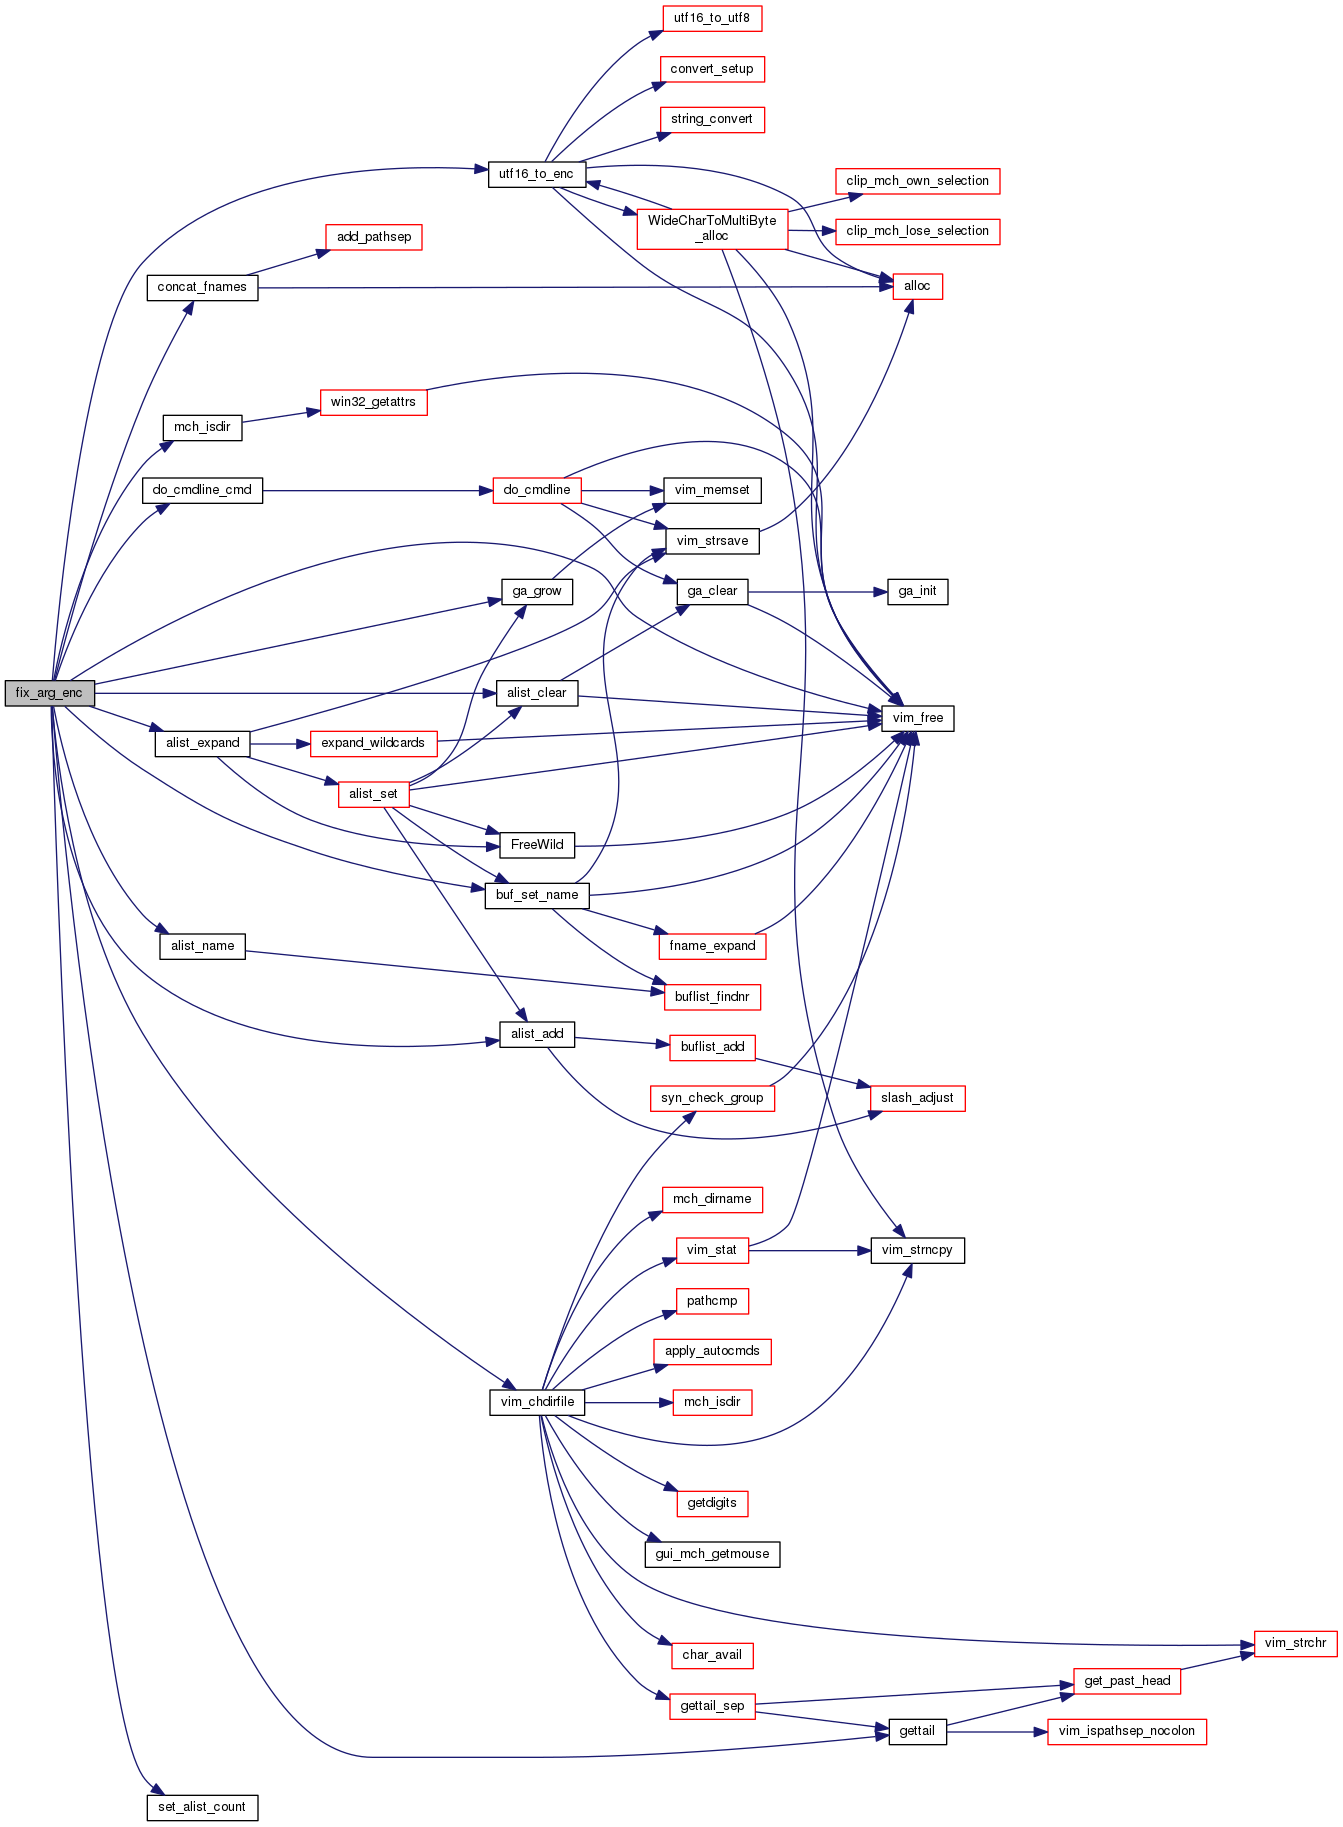 utf16_to_utf8
convert_setup
string_convert
utf16_to_enc
clip_mch_own_selection
WideCharToMultiByte
_alloc
clip_mch_lose_selection
add_pathsep
concat_fnames
alloc
win32_getattrs
mch_isdir
do_cmdline_cmd
do_cmdline
vim_memset
vim_strsave
ga_grow
ga_clear
ga_init
fix_arg_enc
alist_clear
vim_free
alist_expand
expand_wildcards
alist_set
FreeWild
buf_set_name
alist_name
fname_expand
buflist_findnr
alist_add
buflist_add
syn_check_group
slash_adjust
mch_dirname
vim_stat
vim_strncpy
pathcmp
apply_autocmds
vim_chdirfile
mch_isdir
getdigits
gui_mch_getmouse
char_avail
vim_strchr
get_past_head
gettail_sep
gettail
vim_ispathsep_nocolon
set_alist_count